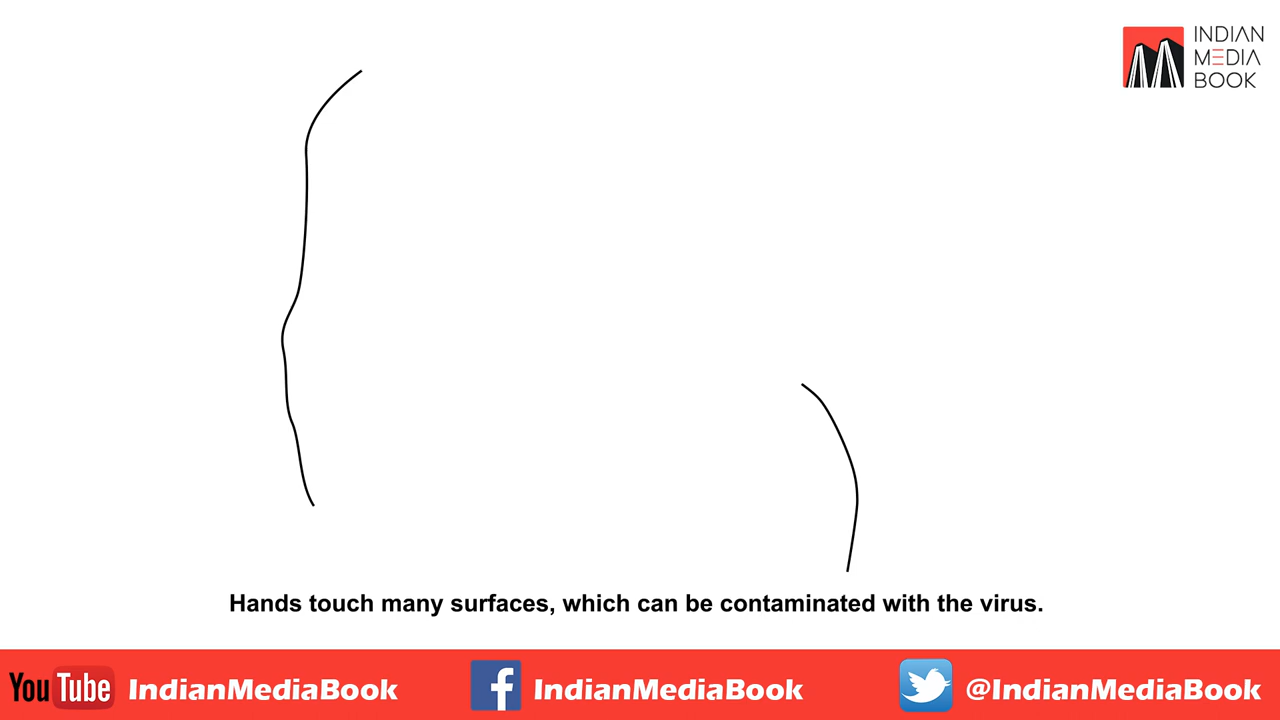 INDIAN
MEDIA
BOOK
Hands touch many surfaces, which can be contaminated with the virus.
YouTube IndianMediaBook
f IndianMediaBook
@IndianMediaBook